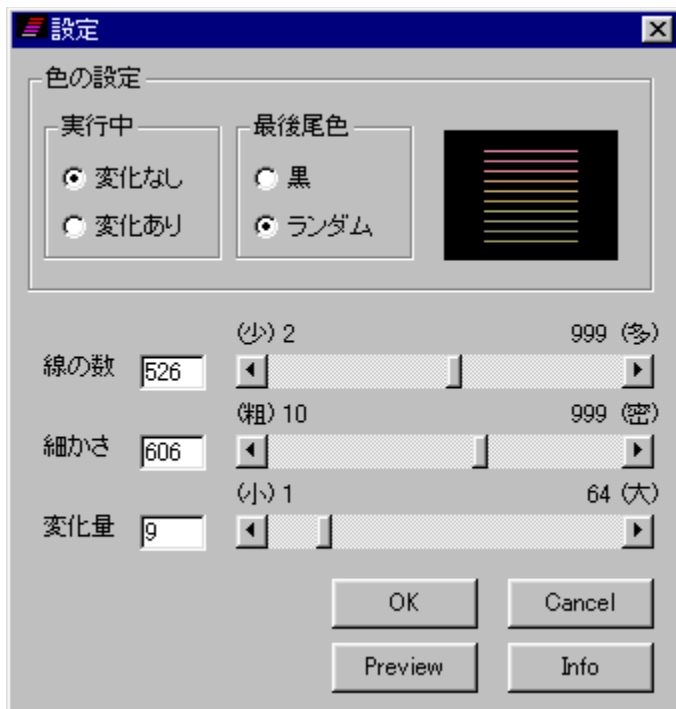 設定
色の設定
実行中
変化なし
変化あり
最後尾色
黒
ランダム
(少) 2 999 (多)
線の数 526
(粗) 10 999 (密)
細かさ 606
(小) 1 64 (大)
変化量 9
OK Cancel
Preview Info